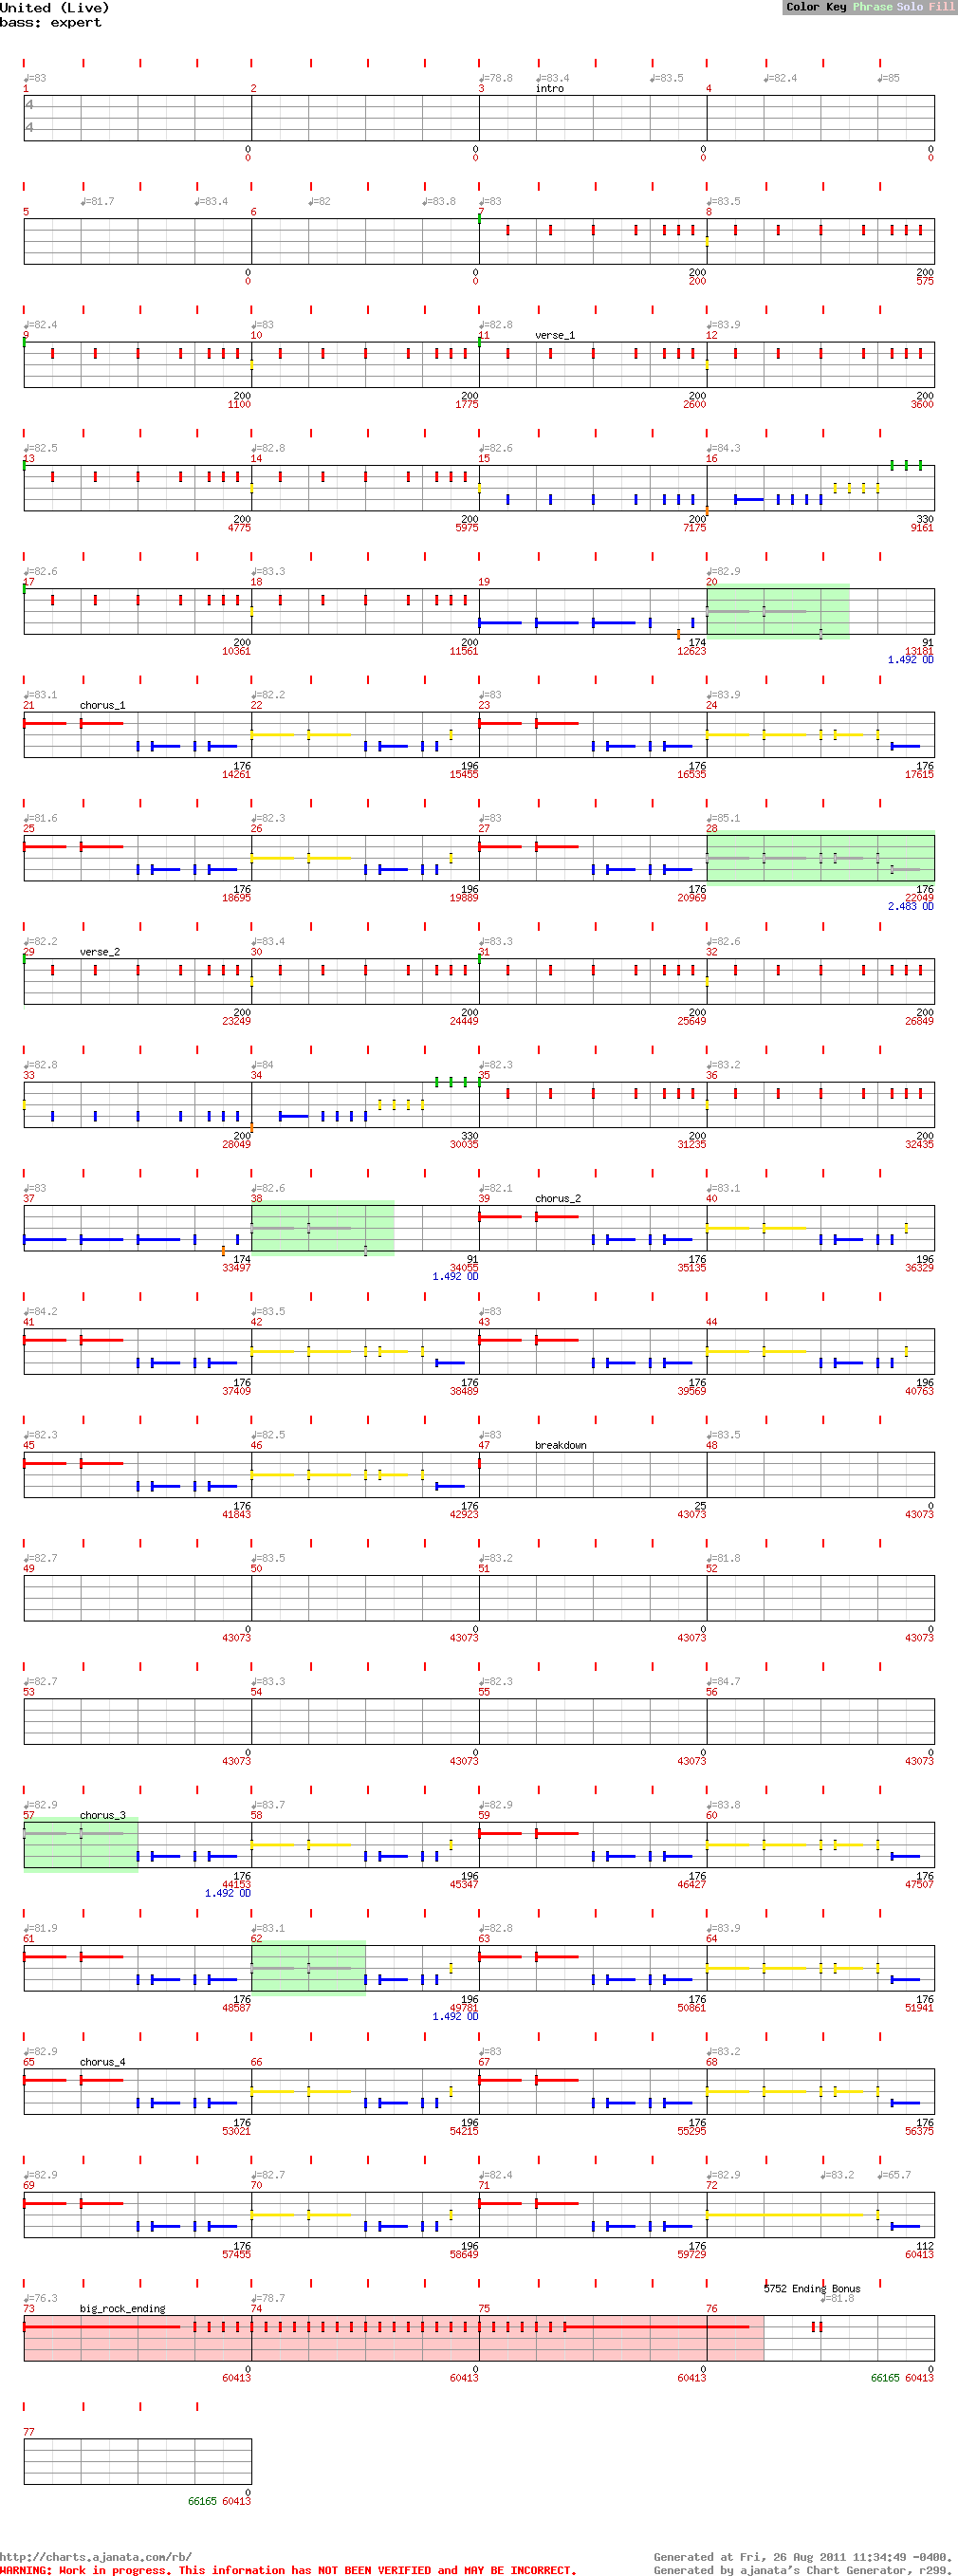 United (Live)
bass: expert
Color Key Phrase Solo Fill
♩=83 ♩=78.8 ♩=83.4 ♩=83.5 ♩=82.4 ♩=85
1 2 3 intro 4
4
4
0 0 0 0
0 0 0 0
♩=81.7 ♩=83.4 ♩=82 ♩=83.8 ♩=83 ♩=83.5
5 6 7 8
0 0 200 200
0 0 200 575
♩=82.4 ♩=83 ♩=82.8 ♩=83.9
9 10 11 verse_1 12
200 200 200 200
1100 1775 2600 3600
♩=82.5 ♩=82.8 ♩=82.6 ♩=84.3
13 14 15 16
200 200 200 330
4775 5975 7175 9161
♩=82.6 ♩=83.3 ♩=82.9
17 18 19 20
200 200 174 91
10361 11561 12623 13181
1.492 OD
♩=83.1 ♩=82.2 ♩=83 ♩=83.9
21 chorus_1 22 23 24
176 196 176 176
14261 15455 16535 17615
♩=81.6 ♩=82.3 ♩=83 ♩=85.1
25 26 27 28
176 196 176 176
18695 19889 20969 22049
2.483 OD
♩=82.2 ♩=83.4 ♩=83.3 ♩=82.6
29 verse_2 30 31 32
200 200 200 200
23249 24449 25649 26849
♩=82.8 ♩=84 ♩=82.3 ♩=83.2
33 34 35 36
200 330 200 200
28049 30035 31235 32435
♩=83 ♩=82.6 ♩=82.1 ♩=83.1
37 38 39 chorus_2 40
174 91 176 196
33497 34055 35135 36329
1.492 OD
♩=84.2 ♩=83.5 ♩=83
41 42 43 44
176 176 176 196
37409 38489 39569 40763
♩=82.3 ♩=82.5 ♩=83 ♩=83.5
45 46 47 breakdown 48
176 176 25 0
41843 42923 43073 43073
♩=82.7 ♩=83.5 ♩=83.2 ♩=81.8
49 50 51 52
0 0 0 0
43073 43073 43073 43073
♩=82.7 ♩=83.3 ♩=82.3 ♩=84.7
53 54 55 56
0 0 0 0
43073 43073 43073 43073
♩=82.9 ♩=83.7 ♩=82.9 ♩=83.8
57 chorus_3 58 59 60
176 196 176 176
44153 45347 46427 47507
1.492 OD
♩=81.9 ♩=83.1 ♩=82.8 ♩=83.9
61 62 63 64
176 196 176 176
48587 49781 50861 51941
1.492 OD
♩=82.9 ♩=83 ♩=83.2
65 chorus_4 66 67 68
176 196 176 176
53021 54215 55295 56375
♩=82.9 ♩=82.7 ♩=82.4 ♩=82.9 ♩=83.2 ♩=65.7
69 70 71 72
176 196 176 112
57455 58649 59729 60413
5752 Ending Bonus
♩=76.3 ♩=78.7 ♩=81.8
73 big_rock_ending 74 75 76
0 0 0 0
60413 60413 60413 66165 60413
77
0
66165 60413
http://charts.ajanata.com/rb/ Generated at Fri, 26 Aug 2011 11:34:49 -0400.
WARNING: Work in progress. This information has NOT BEEN VERIFIED and MAY BE INCORRECT. Generated by ajanata's Chart Generator, r299.